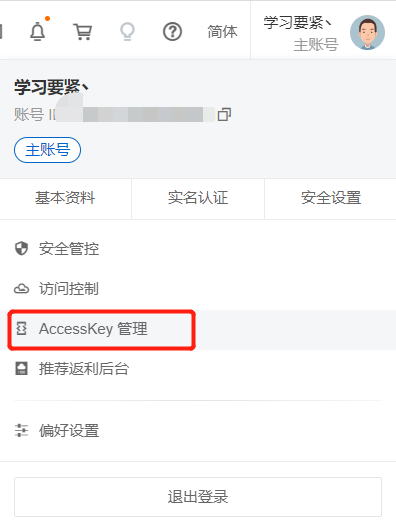 简体
学习要紧丶
主账号
学习要紧丶
账号 ID
主账号
基本资料
实名认证
安全设置
安全管控
访问控制
AccessKey 管理
推荐返利后台
偏好设置
退出登录